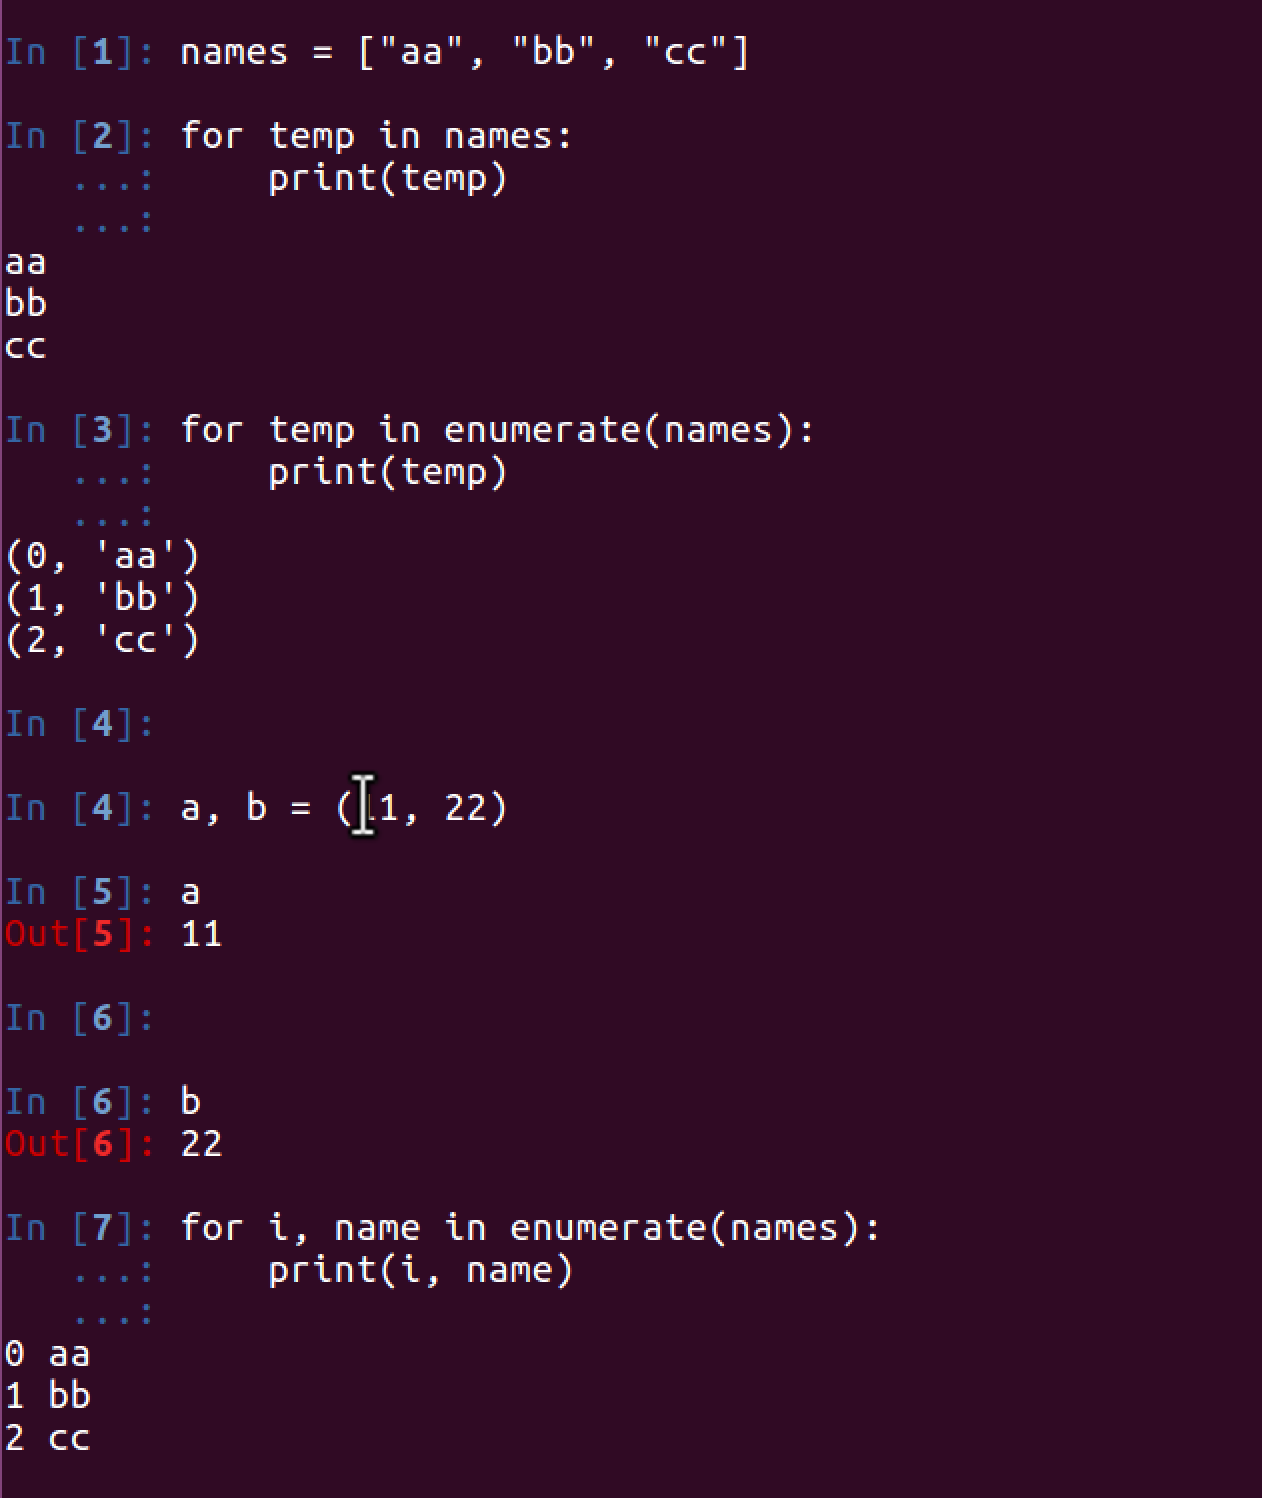 In [1]: names = ["aa", "bb", "cc"]
In [2]: for temp in names:
   ...:     print(temp)
   ...:
aa
bb
cc
In [3]: for temp in enumerate(names):
   ...:     print(temp)
   ...:
(0, 'aa')
(1, 'bb')
(2, 'cc')
In [4]:
In [4]: a, b = (11, 22)
In [5]: a
Out[5]: 11
In [6]:
In [6]: b
Out[6]: 22
In [7]: for i, name in enumerate(names):
   ...:     print(i, name)
   ...:
0 aa
1 bb
2 cc